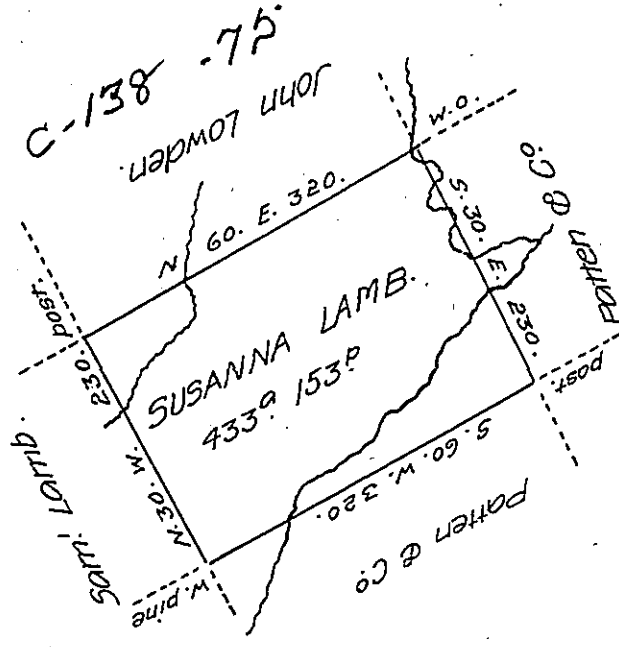 C-138 -75
John Lowden.
W.O.
N 60. E. 320.
post.
230.
N. 30. W.
Sam! Lamb.
SUSANNA LAMB.
433ª. 153P
S. 30. E. 230.
Patten & Co.
post.
S. 60. W. 320.
Patten & Co.
W. pine